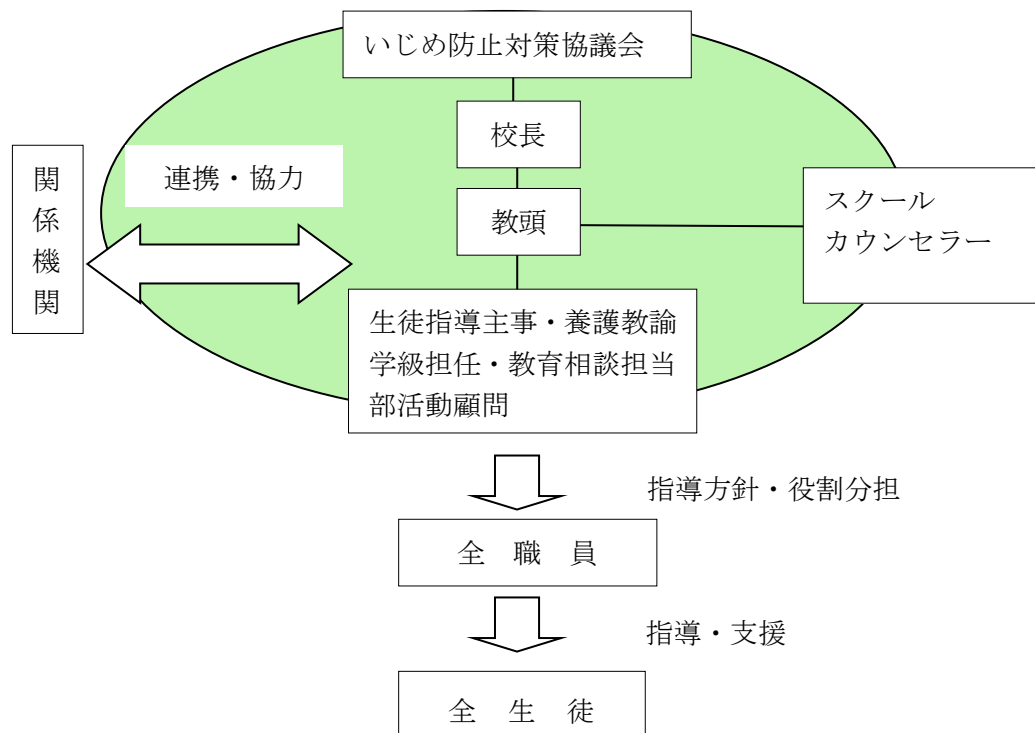 いじめ防止対策協議会
校長
教頭
関係機関
連携・協力
スクール
カウンセラー
生徒指導主事・養護教諭
学級担任・教育相談担当
部活動顧問
指導方針・役割分担
全　職　員
指導・支援
全　生　徒